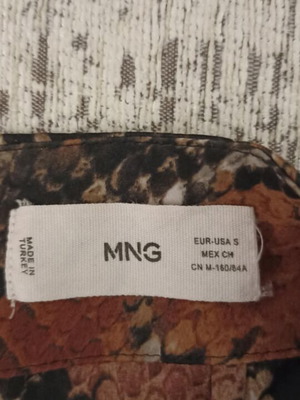 MADE IN
TURKEY
MNG
EUR-USA S
MEX CH
CN M-160/84A